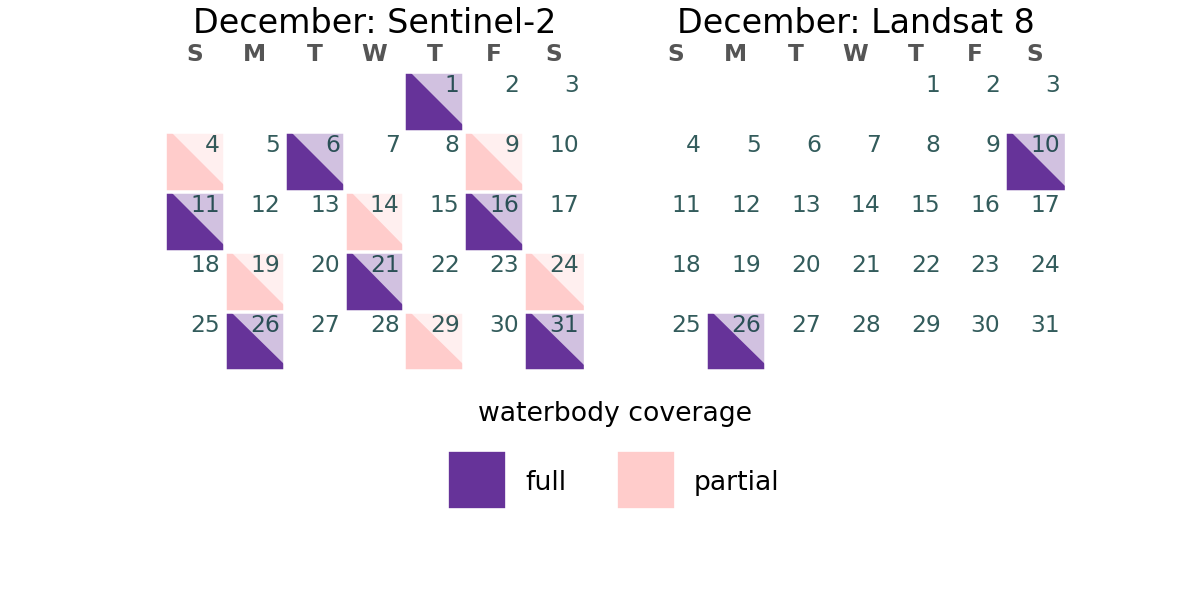 December: Sentinel-2
S M T W T F S
1 2 3
4 5 6 7 8 9 10
11 12 13 14 15 16 17
18 19 20 21 22 23 24
25 26 27 28 29 30 31
December: Landsat 8
S M T W T F S
1 2 3
4 5 6 7 8 9 10
11 12 13 14 15 16 17
18 19 20 21 22 23 24
25 26 27 28 29 30 31
waterbody coverage
full partial